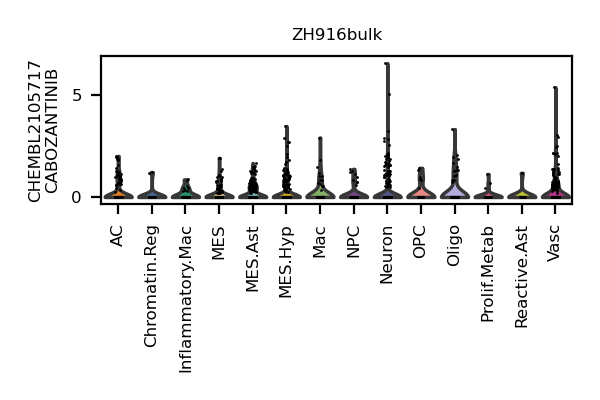 ZH916bulk
CHEMBL2105717
CABOZANTINIB
5
0
AC
Chromatin.Reg
Inflammatory.Mac
MES
MES.Ast
MES.Hyp
Mac
NPC
Neuron
OPC
Oligo
Prolif.Metab
Reactive.Ast
Vasc